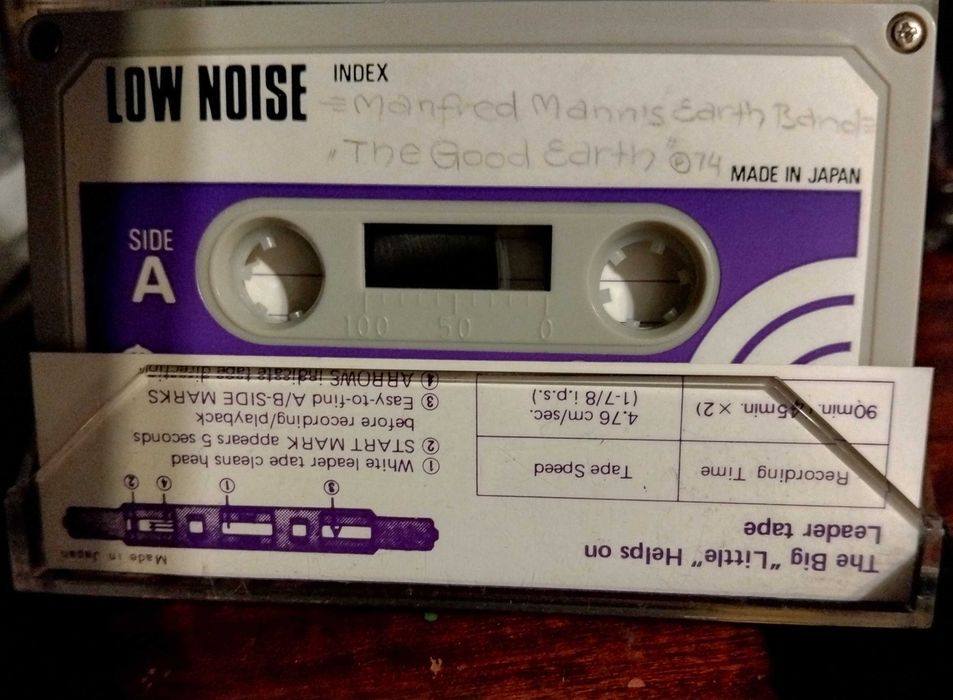 LOW NOISE
INDEX
=Manfred Mann's Earth Band=
"The Good Earth" ℗74
MADE IN JAPAN
SIDE
A
100 50 0
The Big "Little" Helps on
Leader tape
Made in Japan
② ④ ① ③
① White leader tape cleans head
② START MARK appears 5 seconds
before recording/playback
③ Easy-to-find A/B-SIDE MARKS
④ ARROWS indicate tape direction
Recording Time Tape Speed
90min. (45min. × 2) 4.76 cm/sec.
(1-7/8 i.p.s.)